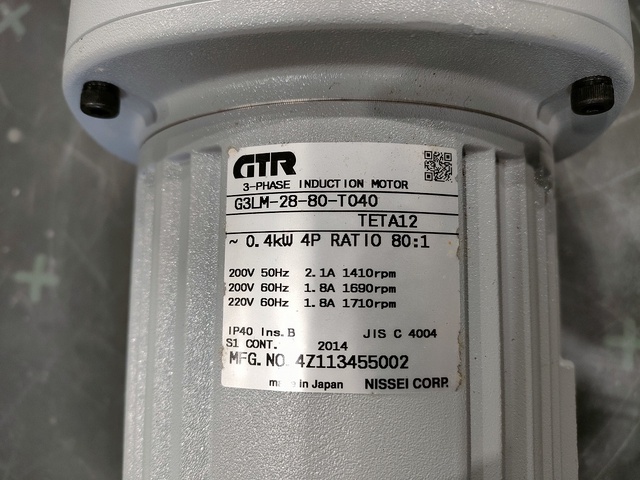 GTR
3-PHASE INDUCTION MOTOR
G3LM-28-80-T040
TETA12
~ 0.4kW 4P RATIO 80:1
200V 50Hz 2.1A 1410rpm
200V 60Hz 1.8A 1690rpm
220V 60Hz 1.8A 1710rpm
IP40 Ins.B JIS C 4004
S1 CONT. 2014
MFG. NO. 4Z113455002
made in Japan NISSEI CORP.